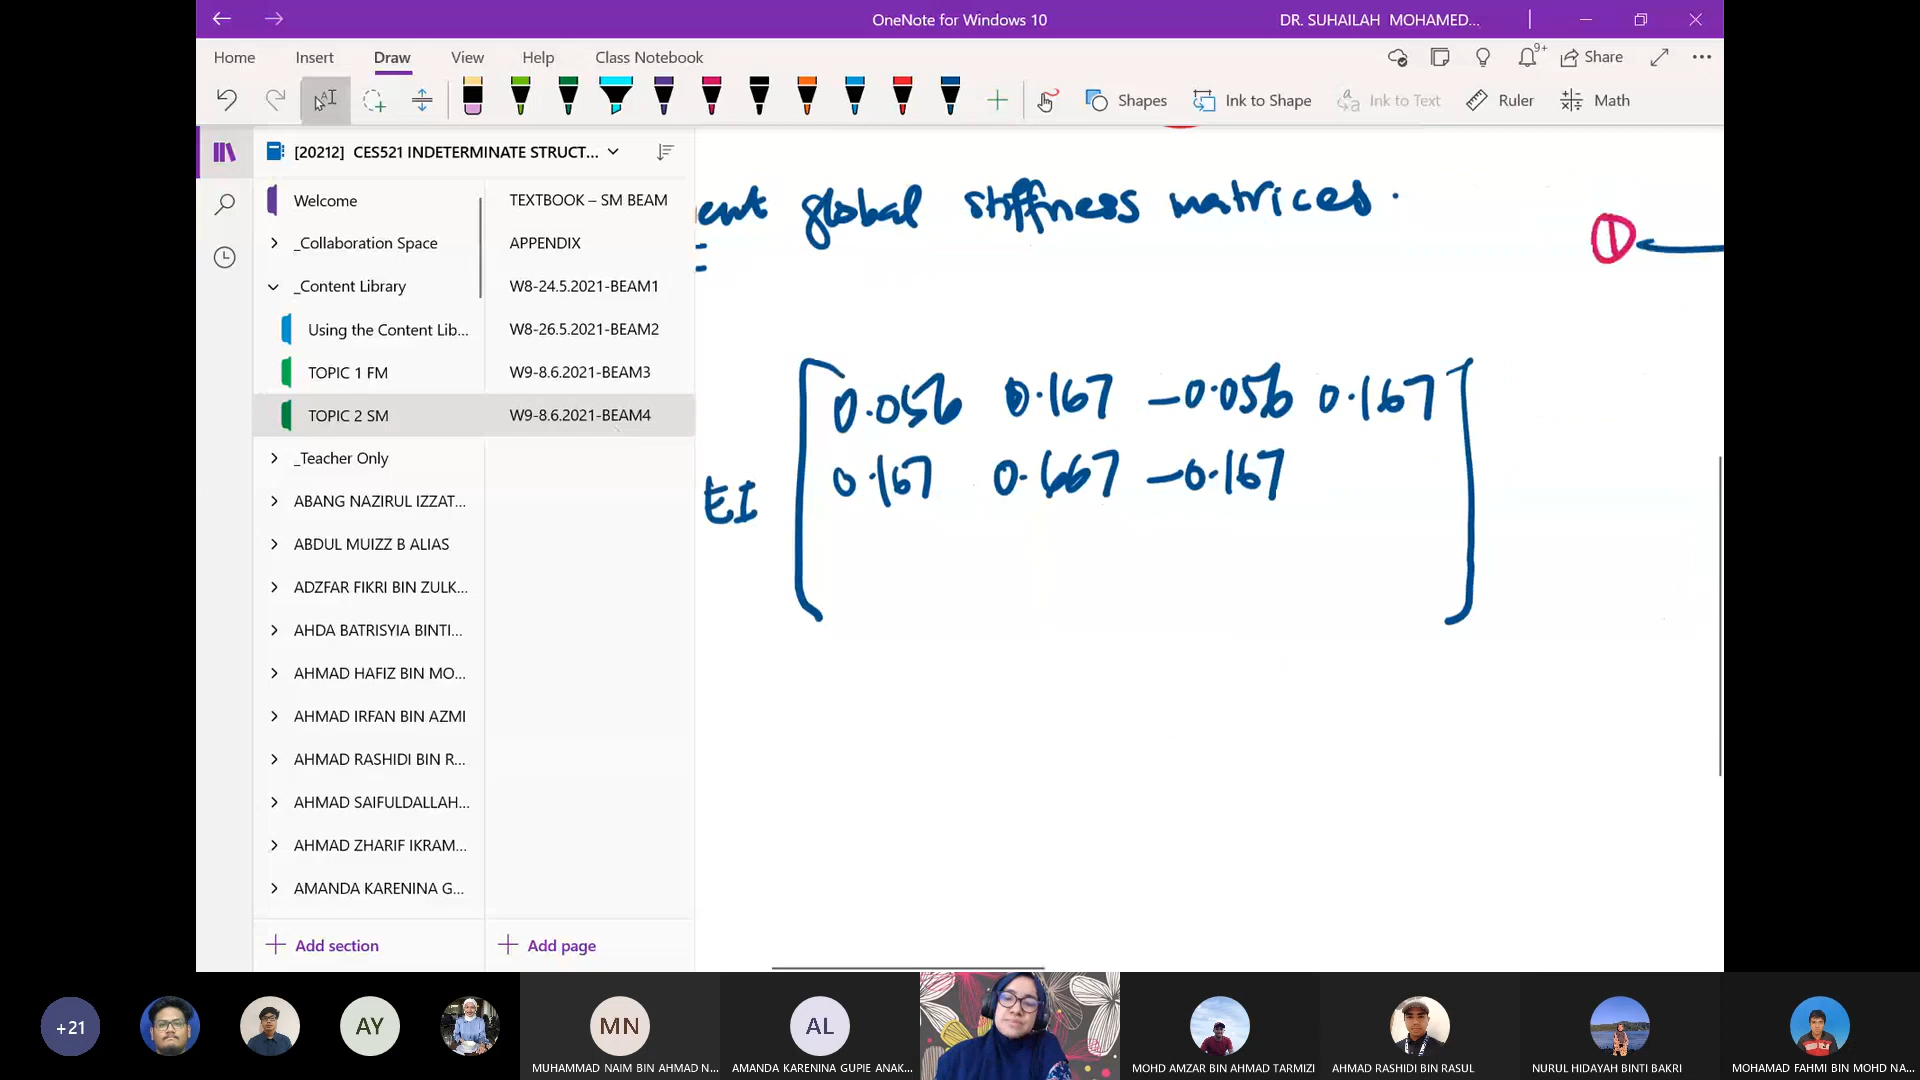 OneNote for Windows 10
DR. SUHAILAH MOHAMED...
Home Insert Draw View Help Class Notebook
9+
Share
Shapes
Ink to Shape
Ink to Text
Ruler
Math
[20212] CES521 INDETERMINATE STRUCT...
Welcome
_Collaboration Space
_Content Library
Using the Content Lib...
TOPIC 1 FM
TOPIC 2 SM
_Teacher Only
ABANG NAZIRUL IZZAT...
ABDUL MUIZZ B ALIAS
ADZFAR FIKRI BIN ZULK...
AHDA BATRISYIA BINTI...
AHMAD HAFIZ BIN MO...
AHMAD IRFAN BIN AZMI
AHMAD RASHIDI BIN R...
AHMAD SAIFULDALLAH...
AHMAD ZHARIF IKRAM...
AMANDA KARENINA G...
Add section
TEXTBOOK – SM BEAM
APPENDIX
W8-24.5.2021-BEAM1
W8-26.5.2021-BEAM2
W9-8.6.2021-BEAM3
W9-8.6.2021-BEAM4
Add page
ent global stiffness matrices.
1
0.056 0.167 -0.056 0.167
0.167 0.667 -0.167
EI
+21
AY
MN
MUHAMMAD NAIM BIN AHMAD N...
AL
AMANDA KARENINA GUPIE ANAK...
MOHD AMZAR BIN AHMAD TARMIZI
AHMAD RASHIDI BIN RASUL
NURUL HIDAYAH BINTI BAKRI
MOHAMAD FAHMI BIN MOHD NA...